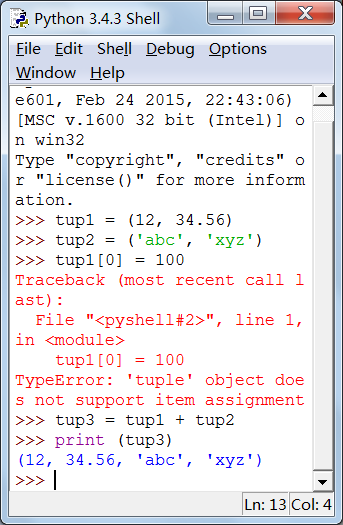 Python 3.4.3 Shell
File Edit Shell Debug Options
Window Help
e601, Feb 24 2015, 22:43:06)
[MSC v.1600 32 bit (Intel)] o
n win32
Type "copyright", "credits" o
r "license()" for more inform
ation.
>>> tup1 = (12, 34.56)
>>> tup2 = ('abc', 'xyz')
>>> tup1[0] = 100
Traceback (most recent call l
ast):
  File "<pyshell#2>", line 1,
in <module>
    tup1[0] = 100
TypeError: 'tuple' object doe
s not support item assignment
>>> tup3 = tup1 + tup2
>>> print (tup3)
(12, 34.56, 'abc', 'xyz')
>>>
Ln: 13 Col: 4